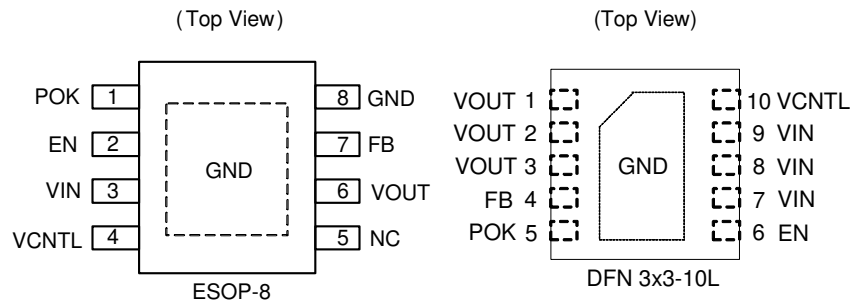 (Top View)
POK 1
EN 2
VIN 3
VCNTL 4
GND
8 GND
7 FB
6 VOUT
5 NC
ESOP-8
(Top View)
VOUT 1
VOUT 2
VOUT 3
FB 4
POK 5
GND
10 VCNTL
9 VIN
8 VIN
7 VIN
6 EN
DFN 3x3-10L